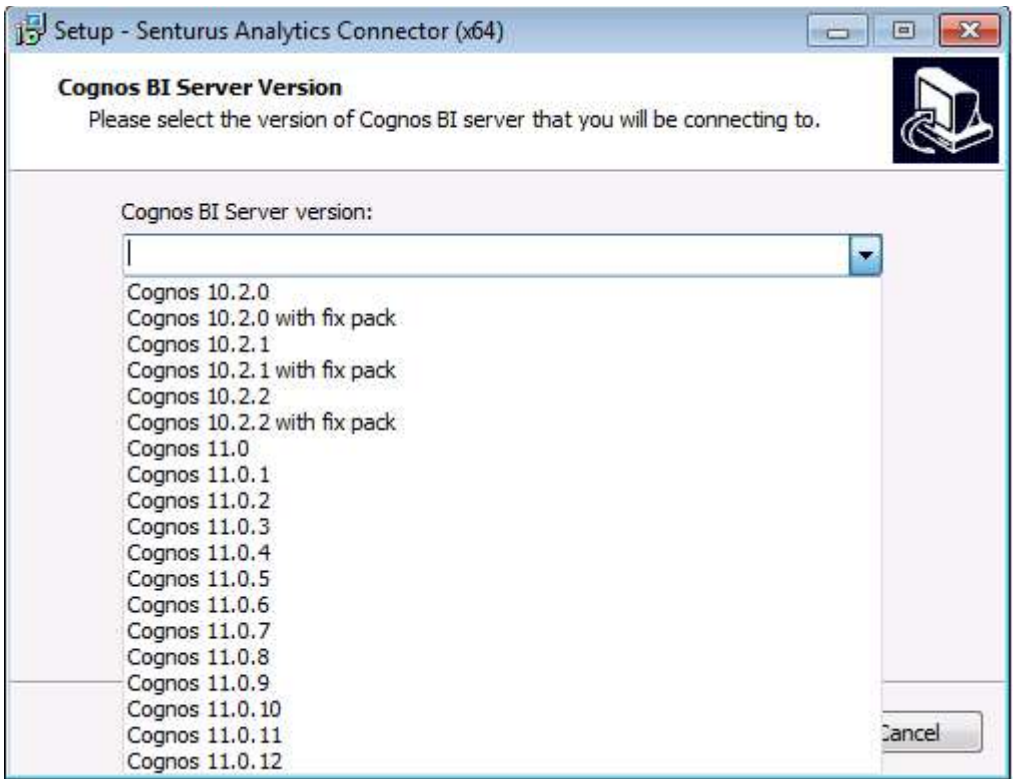 Setup - Senturus Analytics Connector (x64)
Cognos BI Server Version
Please select the version of Cognos BI server that you will be connecting to.
Cognos BI Server version:
Cognos 10.2.0
Cognos 10.2.0 with fix pack
Cognos 10.2.1
Cognos 10.2.1 with fix pack
Cognos 10.2.2
Cognos 10.2.2 with fix pack
Cognos 11.0
Cognos 11.0.1
Cognos 11.0.2
Cognos 11.0.3
Cognos 11.0.4
Cognos 11.0.5
Cognos 11.0.6
Cognos 11.0.7
Cognos 11.0.8
Cognos 11.0.9
Cognos 11.0.10
Cognos 11.0.11
Cognos 11.0.12
Cancel